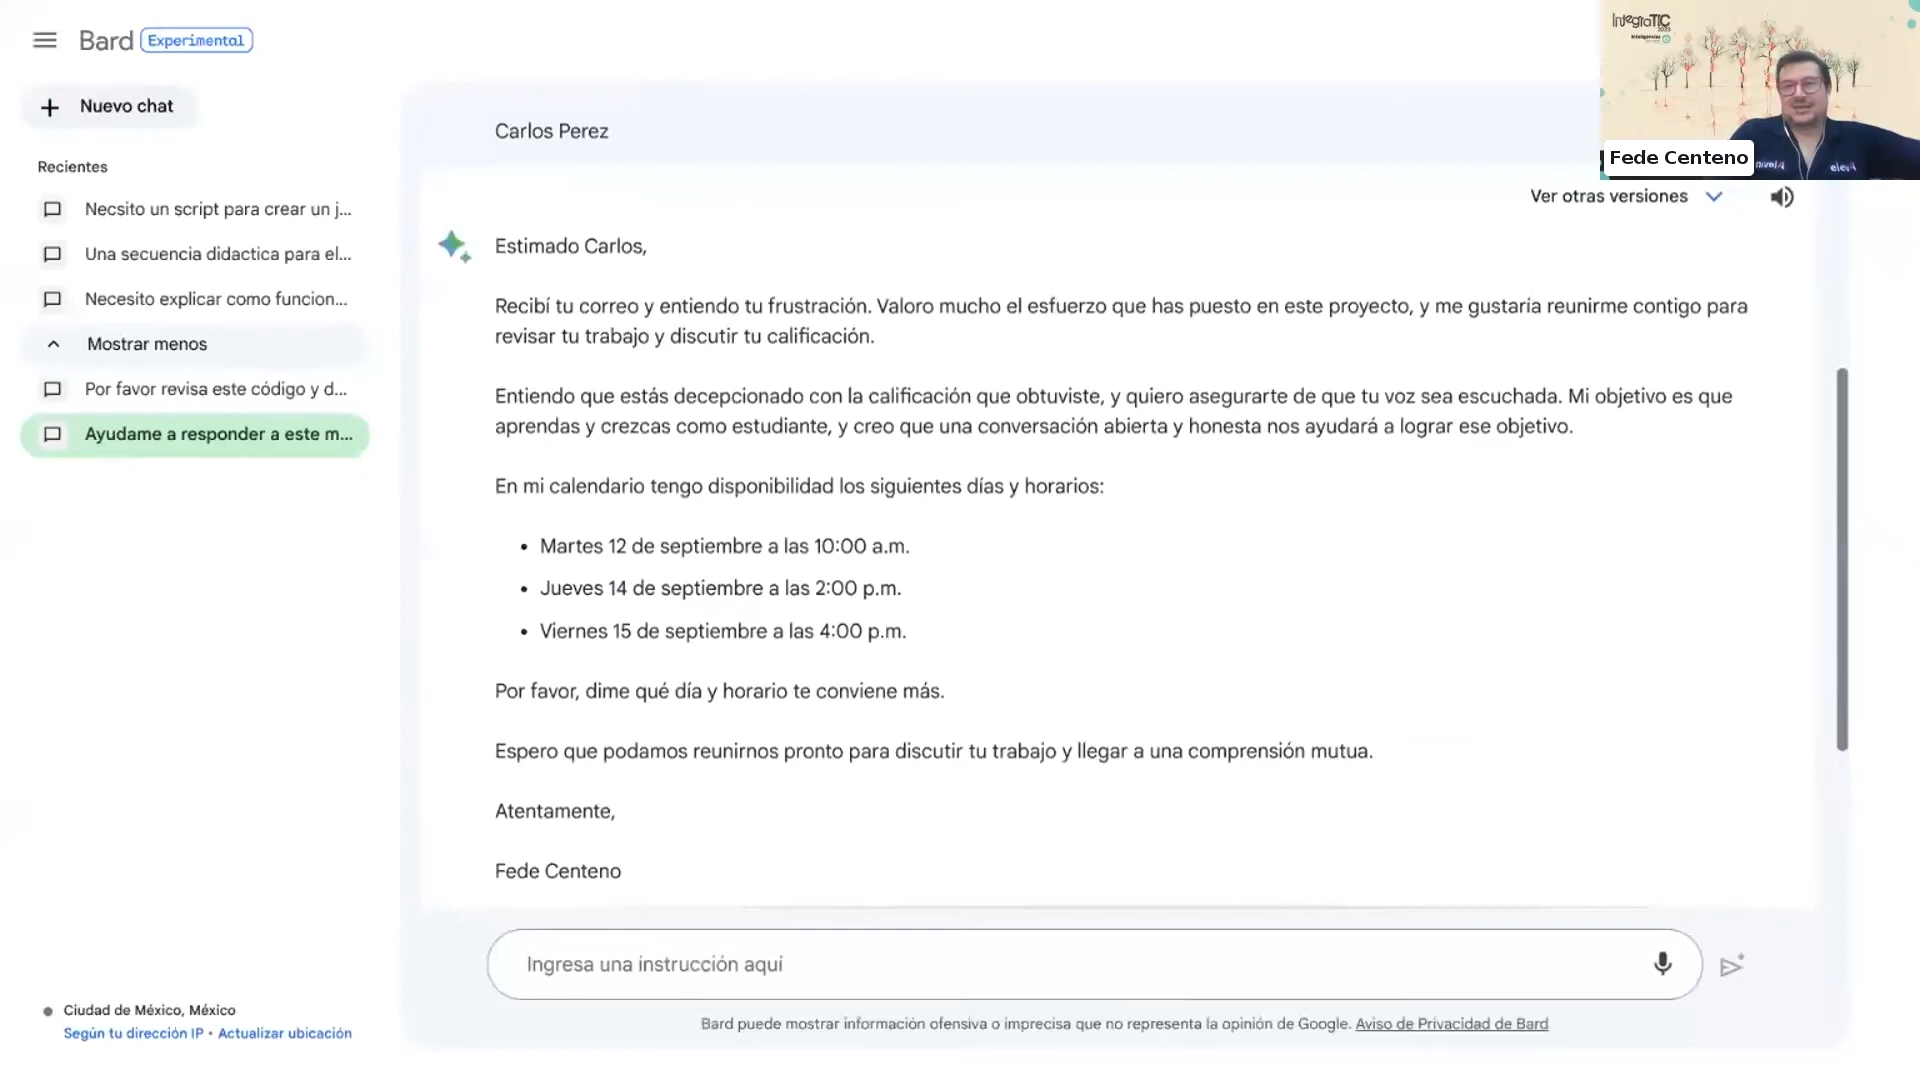 Bard Experimental
Nuevo chat
Recientes
Necsito un script para crear un j...
Una secuencia didactica para el...
Necesito explicar como funcion...
Mostrar menos
Por favor revisa este código y d...
Ayudame a responder a este m...
Ciudad de México, México
Según tu dirección IP • Actualizar ubicación
Carlos Perez
Ver otras versiones
Estimado Carlos,
Recibí tu correo y entiendo tu frustración. Valoro mucho el esfuerzo que has puesto en este proyecto, y me gustaría reunirme contigo para
revisar tu trabajo y discutir tu calificación.
Entiendo que estás decepcionado con la calificación que obtuviste, y quiero asegurarte de que tu voz sea escuchada. Mi objetivo es que
aprendas y crezcas como estudiante, y creo que una conversación abierta y honesta nos ayudará a lograr ese objetivo.
En mi calendario tengo disponibilidad los siguientes días y horarios:
• Martes 12 de septiembre a las 10:00 a.m.
• Jueves 14 de septiembre a las 2:00 p.m.
• Viernes 15 de septiembre a las 4:00 p.m.
Por favor, dime qué día y horario te conviene más.
Espero que podamos reunirnos pronto para discutir tu trabajo y llegar a una comprensión mutua.
Atentamente,
Fede Centeno
Ingresa una instrucción aquí
Bard puede mostrar información ofensiva o imprecisa que no representa la opinión de Google. Aviso de Privacidad de Bard
IntegraTIC
2023
Inteligencias
Fede Centeno
nivel4
elev4